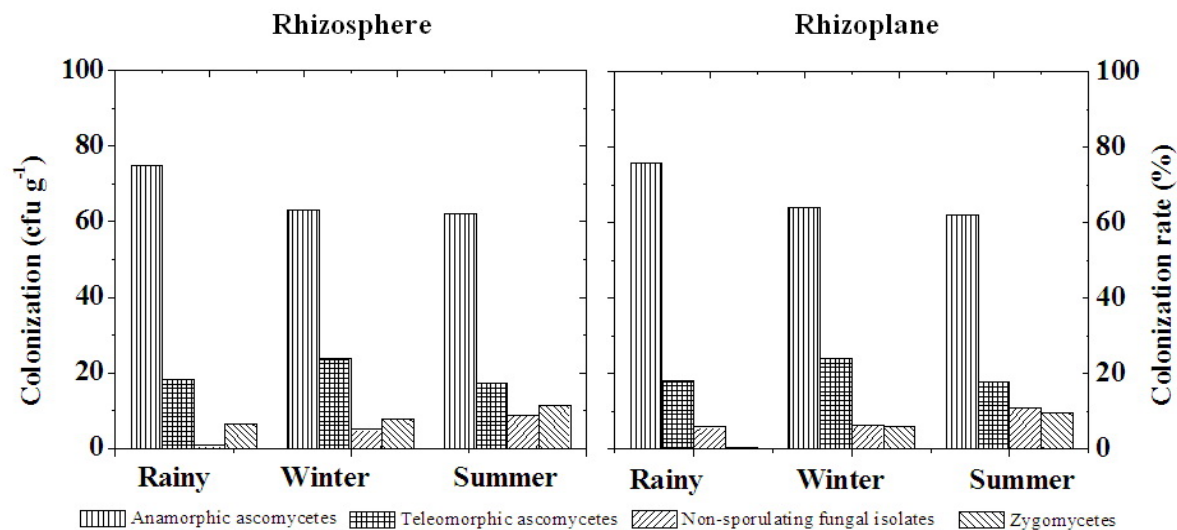 Rhizosphere Rhizoplane
100 100
80 80
60 60
40 40
20 20
0 0
Colonization (cfu g⁻¹)
Colonization rate (%)
Rainy Winter Summer Rainy Winter Summer
Anamorphic ascomycetes Teleomorphic ascomycetes Non-sporulating fungal isolates Zygomycetes